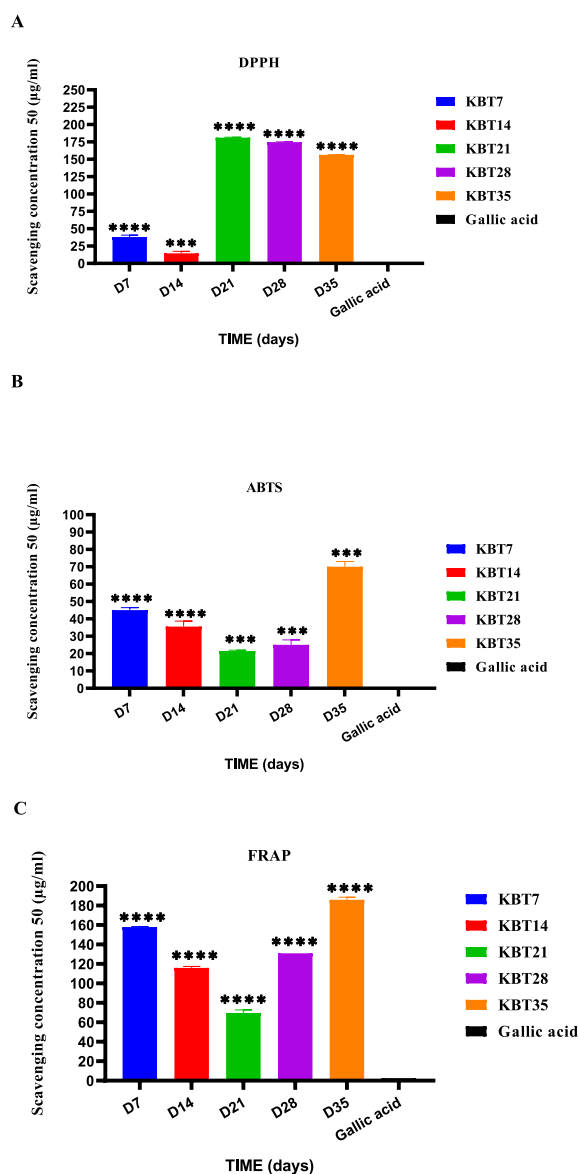 A
DPPH
Scavenging concentration 50 (µg/ml)
250
225
200
175
150
125
100
75
50
25
0
****
***
****
****
****
D7
D14
D21
D28
D35
Gallic acid
TIME (days)
KBT7
KBT14
KBT21
KBT28
KBT35
Gallic acid
B
ABTS
Scavenging concentration 50 (µg/ml)
100
90
80
70
60
50
40
30
20
10
0
****
****
***
***
***
D7
D14
D21
D28
D35
Gallic acid
TIME (days)
KBT7
KBT14
KBT21
KBT28
KBT35
Gallic acid
C
FRAP
Scavenging concentration 50 (µg/ml)
200
180
160
140
120
100
80
60
40
20
0
****
****
****
****
****
D7
D14
D21
D28
D35
Gallic acid
TIME (days)
KBT7
KBT14
KBT21
KBT28
KBT35
Gallic acid